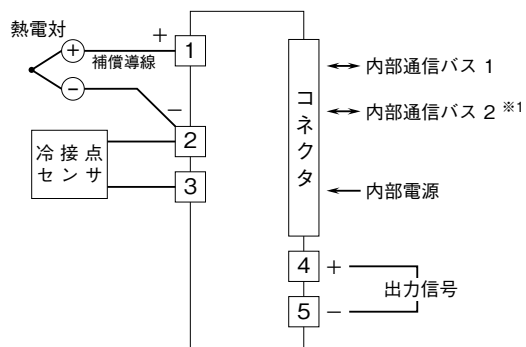 熱電対
+
補償導線
+
1
−
−
2
冷接点
センサ
3
コネクタ
内部通信バス 1
内部通信バス 2 ※1
内部電源
4
+
出力信号
5
−